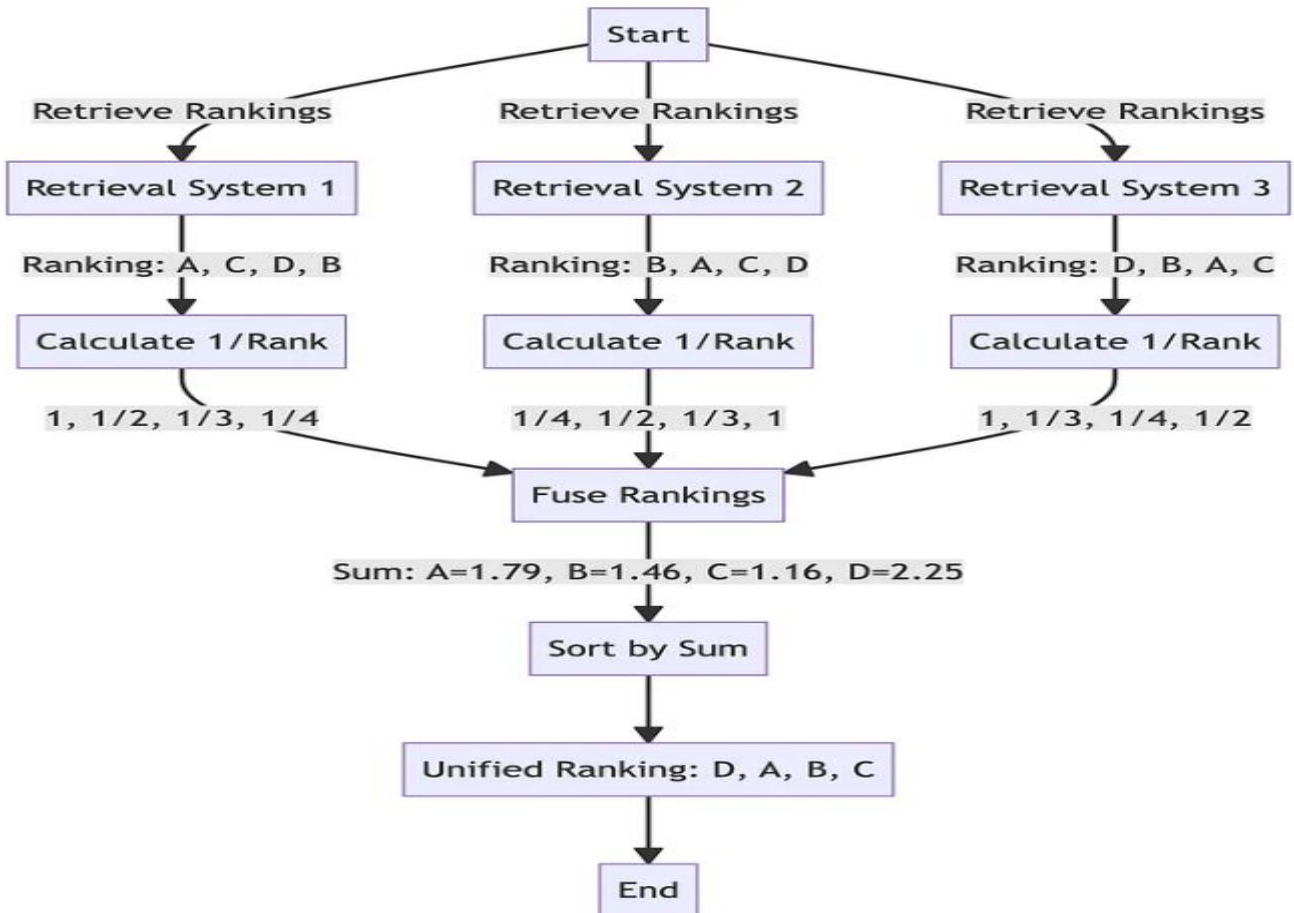 Start
Retrieve Rankings
Retrieve Rankings
Retrieve Rankings
Retrieval System 1
Retrieval System 2
Retrieval System 3
Ranking: A, C, D, B
Ranking: B, A, C, D
Ranking: D, B, A, C
Calculate 1/Rank
Calculate 1/Rank
Calculate 1/Rank
1, 1/2, 1/3, 1/4
1/4, 1/2, 1/3, 1
1, 1/3, 1/4, 1/2
Fuse Rankings
Sum: A=1.79, B=1.46, C=1.16, D=2.25
Sort by Sum
Unified Ranking: D, A, B, C
End